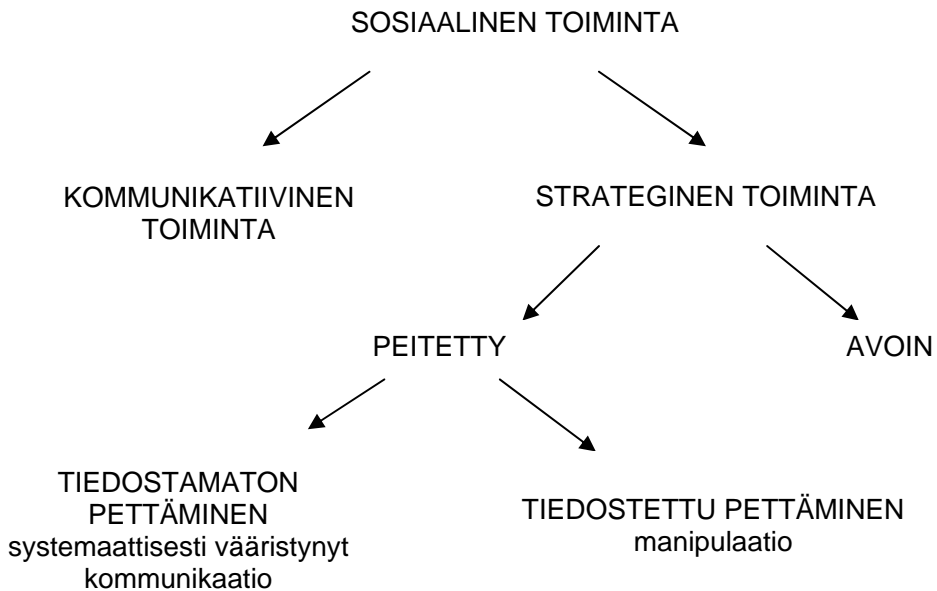 SOSIAALINEN TOIMINTA
KOMMUNIKATIIVINEN
TOIMINTA
STRATEGINEN TOIMINTA
PEITETTY
AVOIN
TIEDOSTAMATON
PETTÄMINEN
systemaattisesti vääristynyt
kommunikaatio
TIEDOSTETTU PETTÄMINEN
manipulaatio